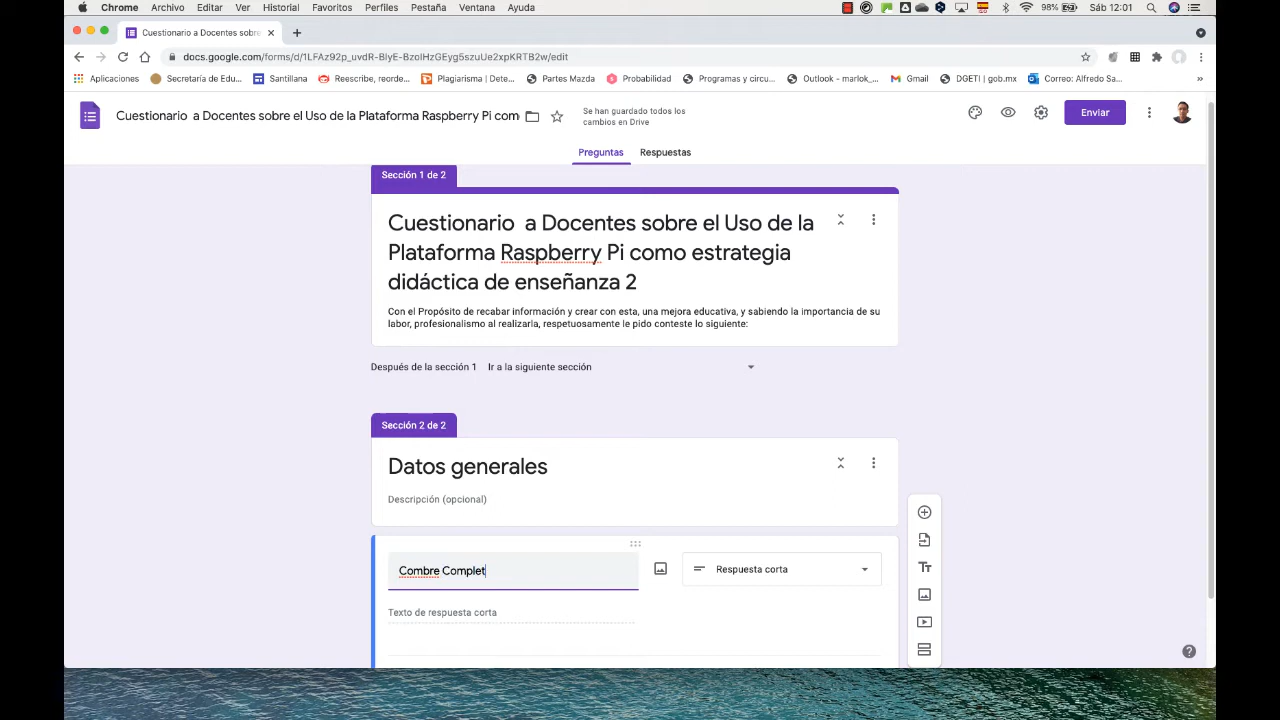 Chrome Archivo Editar Ver Historial Favoritos Perfiles Pestaña Ventana Ayuda 98% Sáb 12:01
Cuestionario a Docentes sobre
docs.google.com/forms/d/1LFAz92p_uvdR-BlyE-BzoIHzGEyg5szuUe2xpKRTB2w/edit
Aplicaciones Secretaría de Edu... Santillana Reescribe, reorde... Plagiarisma | Dete... Partes Mazda Probabilidad Programas y circu... Outlook - marlok_... Gmail DGETI | gob.mx Correo: Alfredo Sa... »
Cuestionario a Docentes sobre el Uso de la Plataforma Raspberry Pi com
Se han guardado todos los
cambios en Drive
Enviar
Preguntas Respuestas
Sección 1 de 2
Cuestionario a Docentes sobre el Uso de la
Plataforma Raspberry Pi como estrategia
didáctica de enseñanza 2
Con el Propósito de recabar información y crear con esta, una mejora educativa, y sabiendo la importancia de su
labor, profesionalismo al realizarla, respetuosamente le pido conteste lo siguiente:
Después de la sección 1 Ir a la siguiente sección
Sección 2 de 2
Datos generales
Descripción (opcional)
Combre Complet
Respuesta corta
Texto de respuesta corta